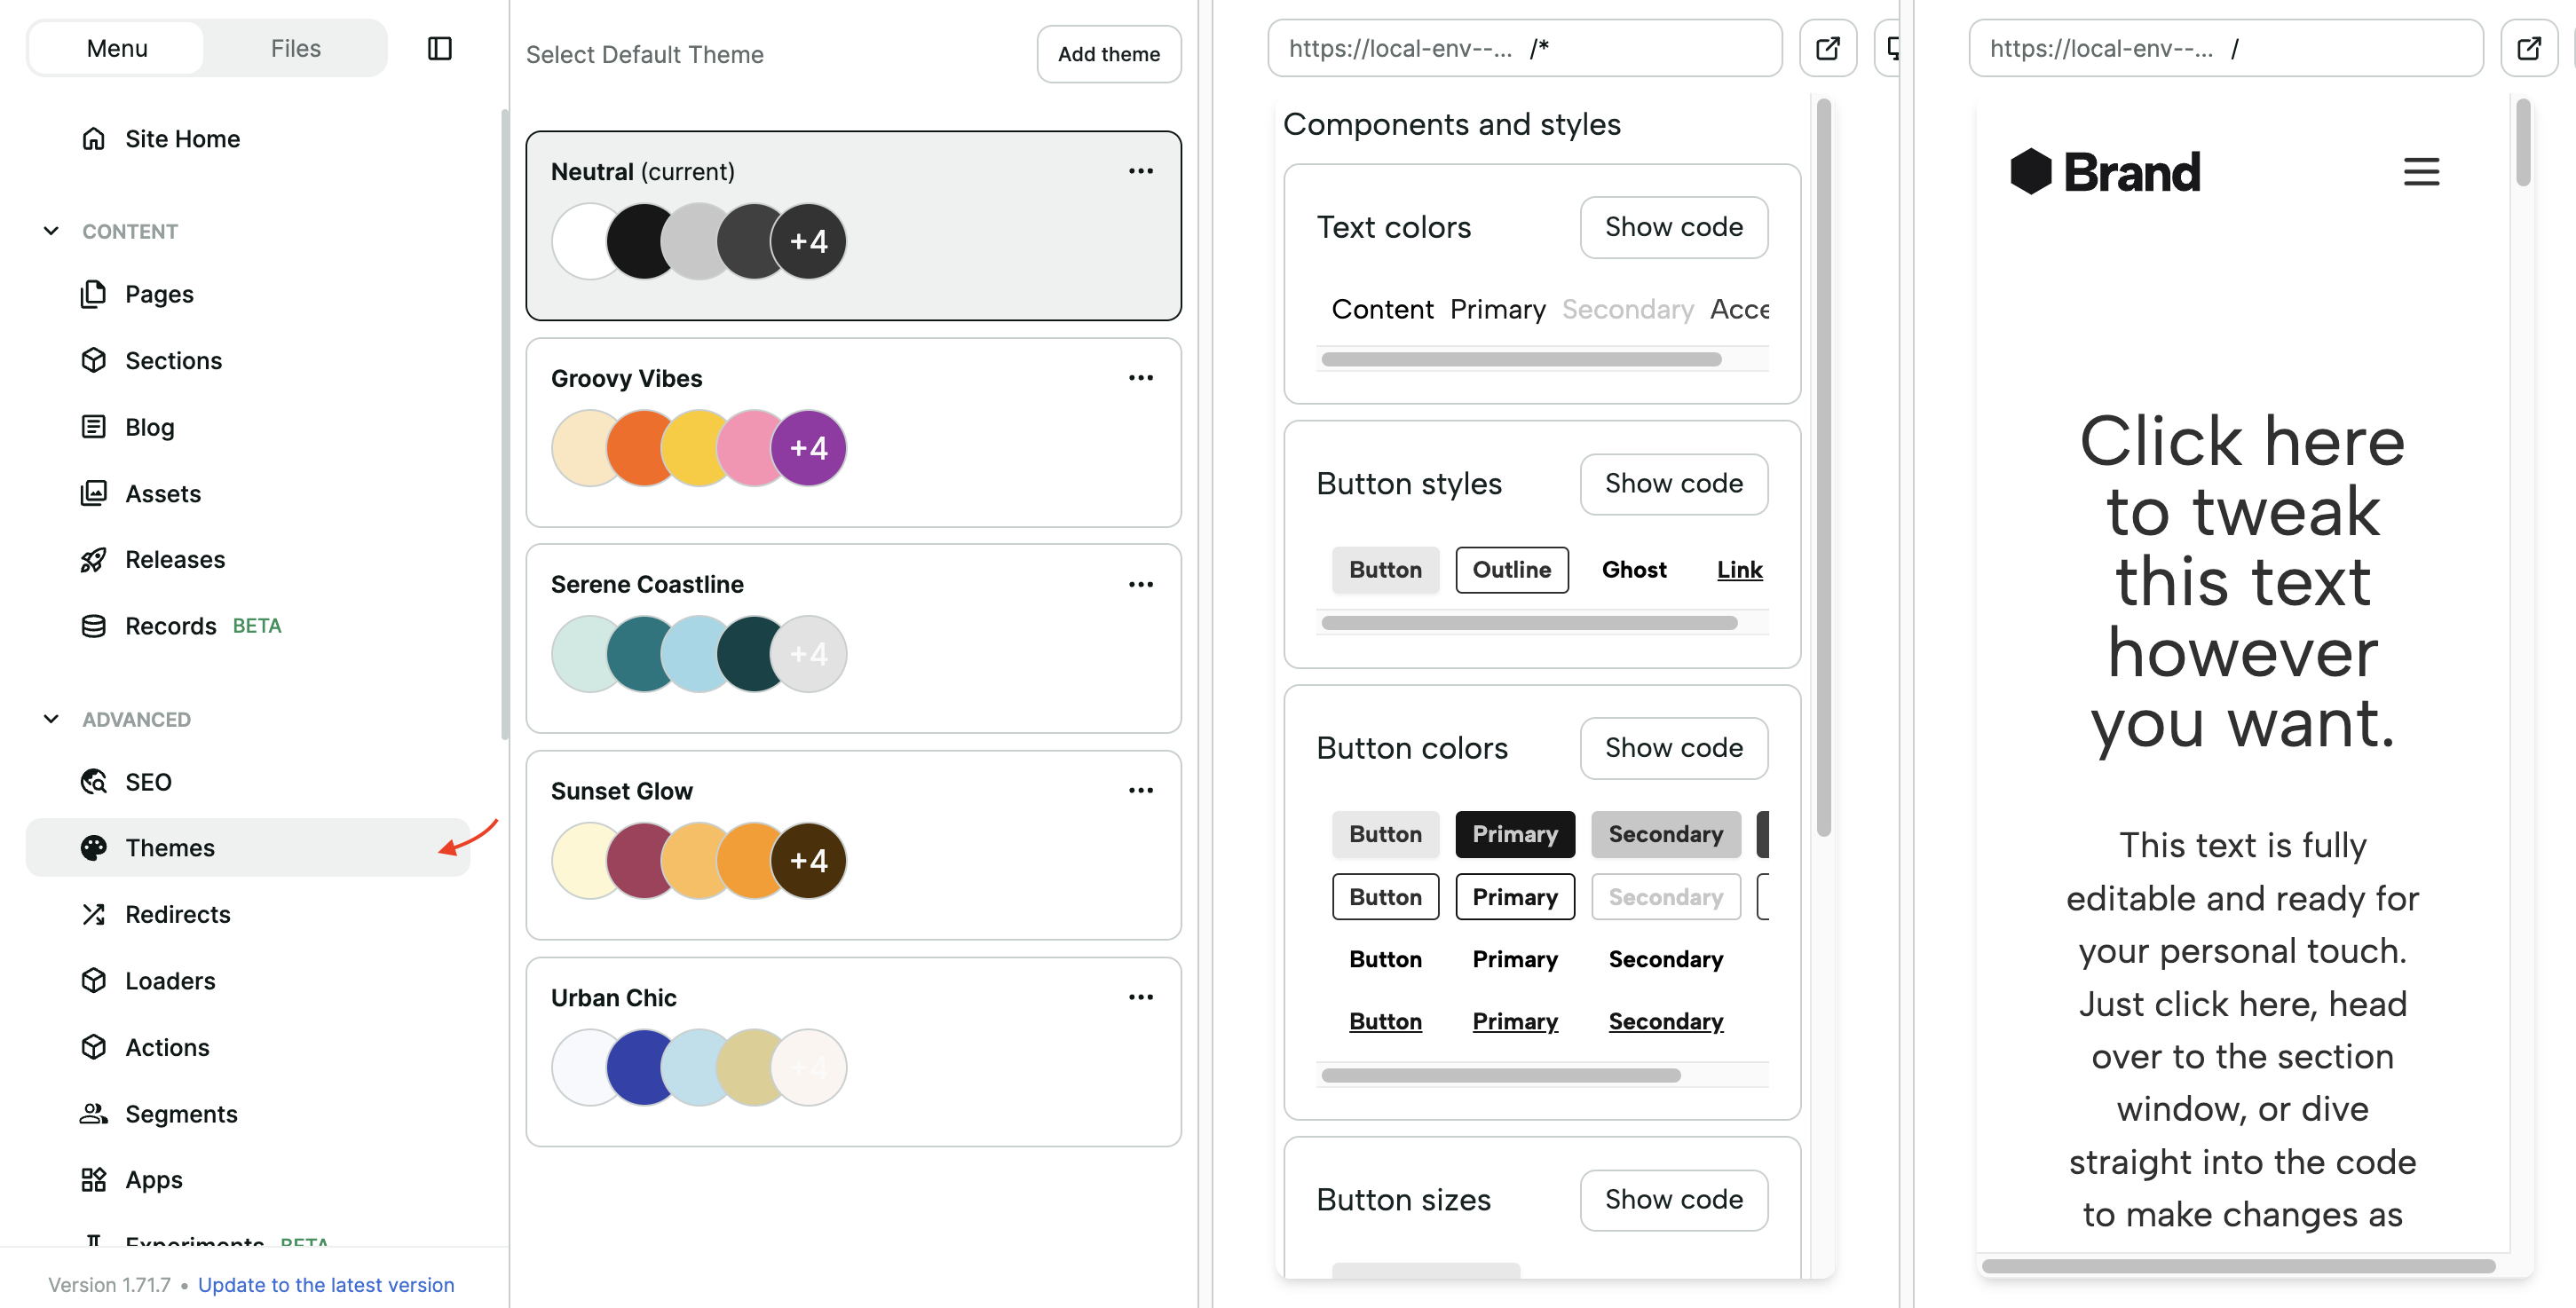 Menu
Files
Site Home
CONTENT
Pages
Sections
Blog
Assets
Releases
Records BETA
ADVANCED
SEO
Themes
Redirects
Loaders
Actions
Segments
Apps
Experiments BETA
Version 1.71.7 • Update to the latest version
Select Default Theme
Add theme
Neutral (current)
+4
Groovy Vibes
+4
Serene Coastline
+4
Sunset Glow
+4
Urban Chic
+4
https://local-env--... /*
Components and styles
Text colors
Show code
Content Primary Secondary Acce
Button styles
Show code
Button Outline Ghost Link
Button colors
Show code
Button Primary Secondary
Button Primary Secondary
Button Primary Secondary
Button Primary Secondary
Button sizes
Show code
https://local-env--... /
Brand
Click here
to tweak
this text
however
you want.
This text is fully
editable and ready for
your personal touch.
Just click here, head
over to the section
window, or dive
straight into the code
to make changes as